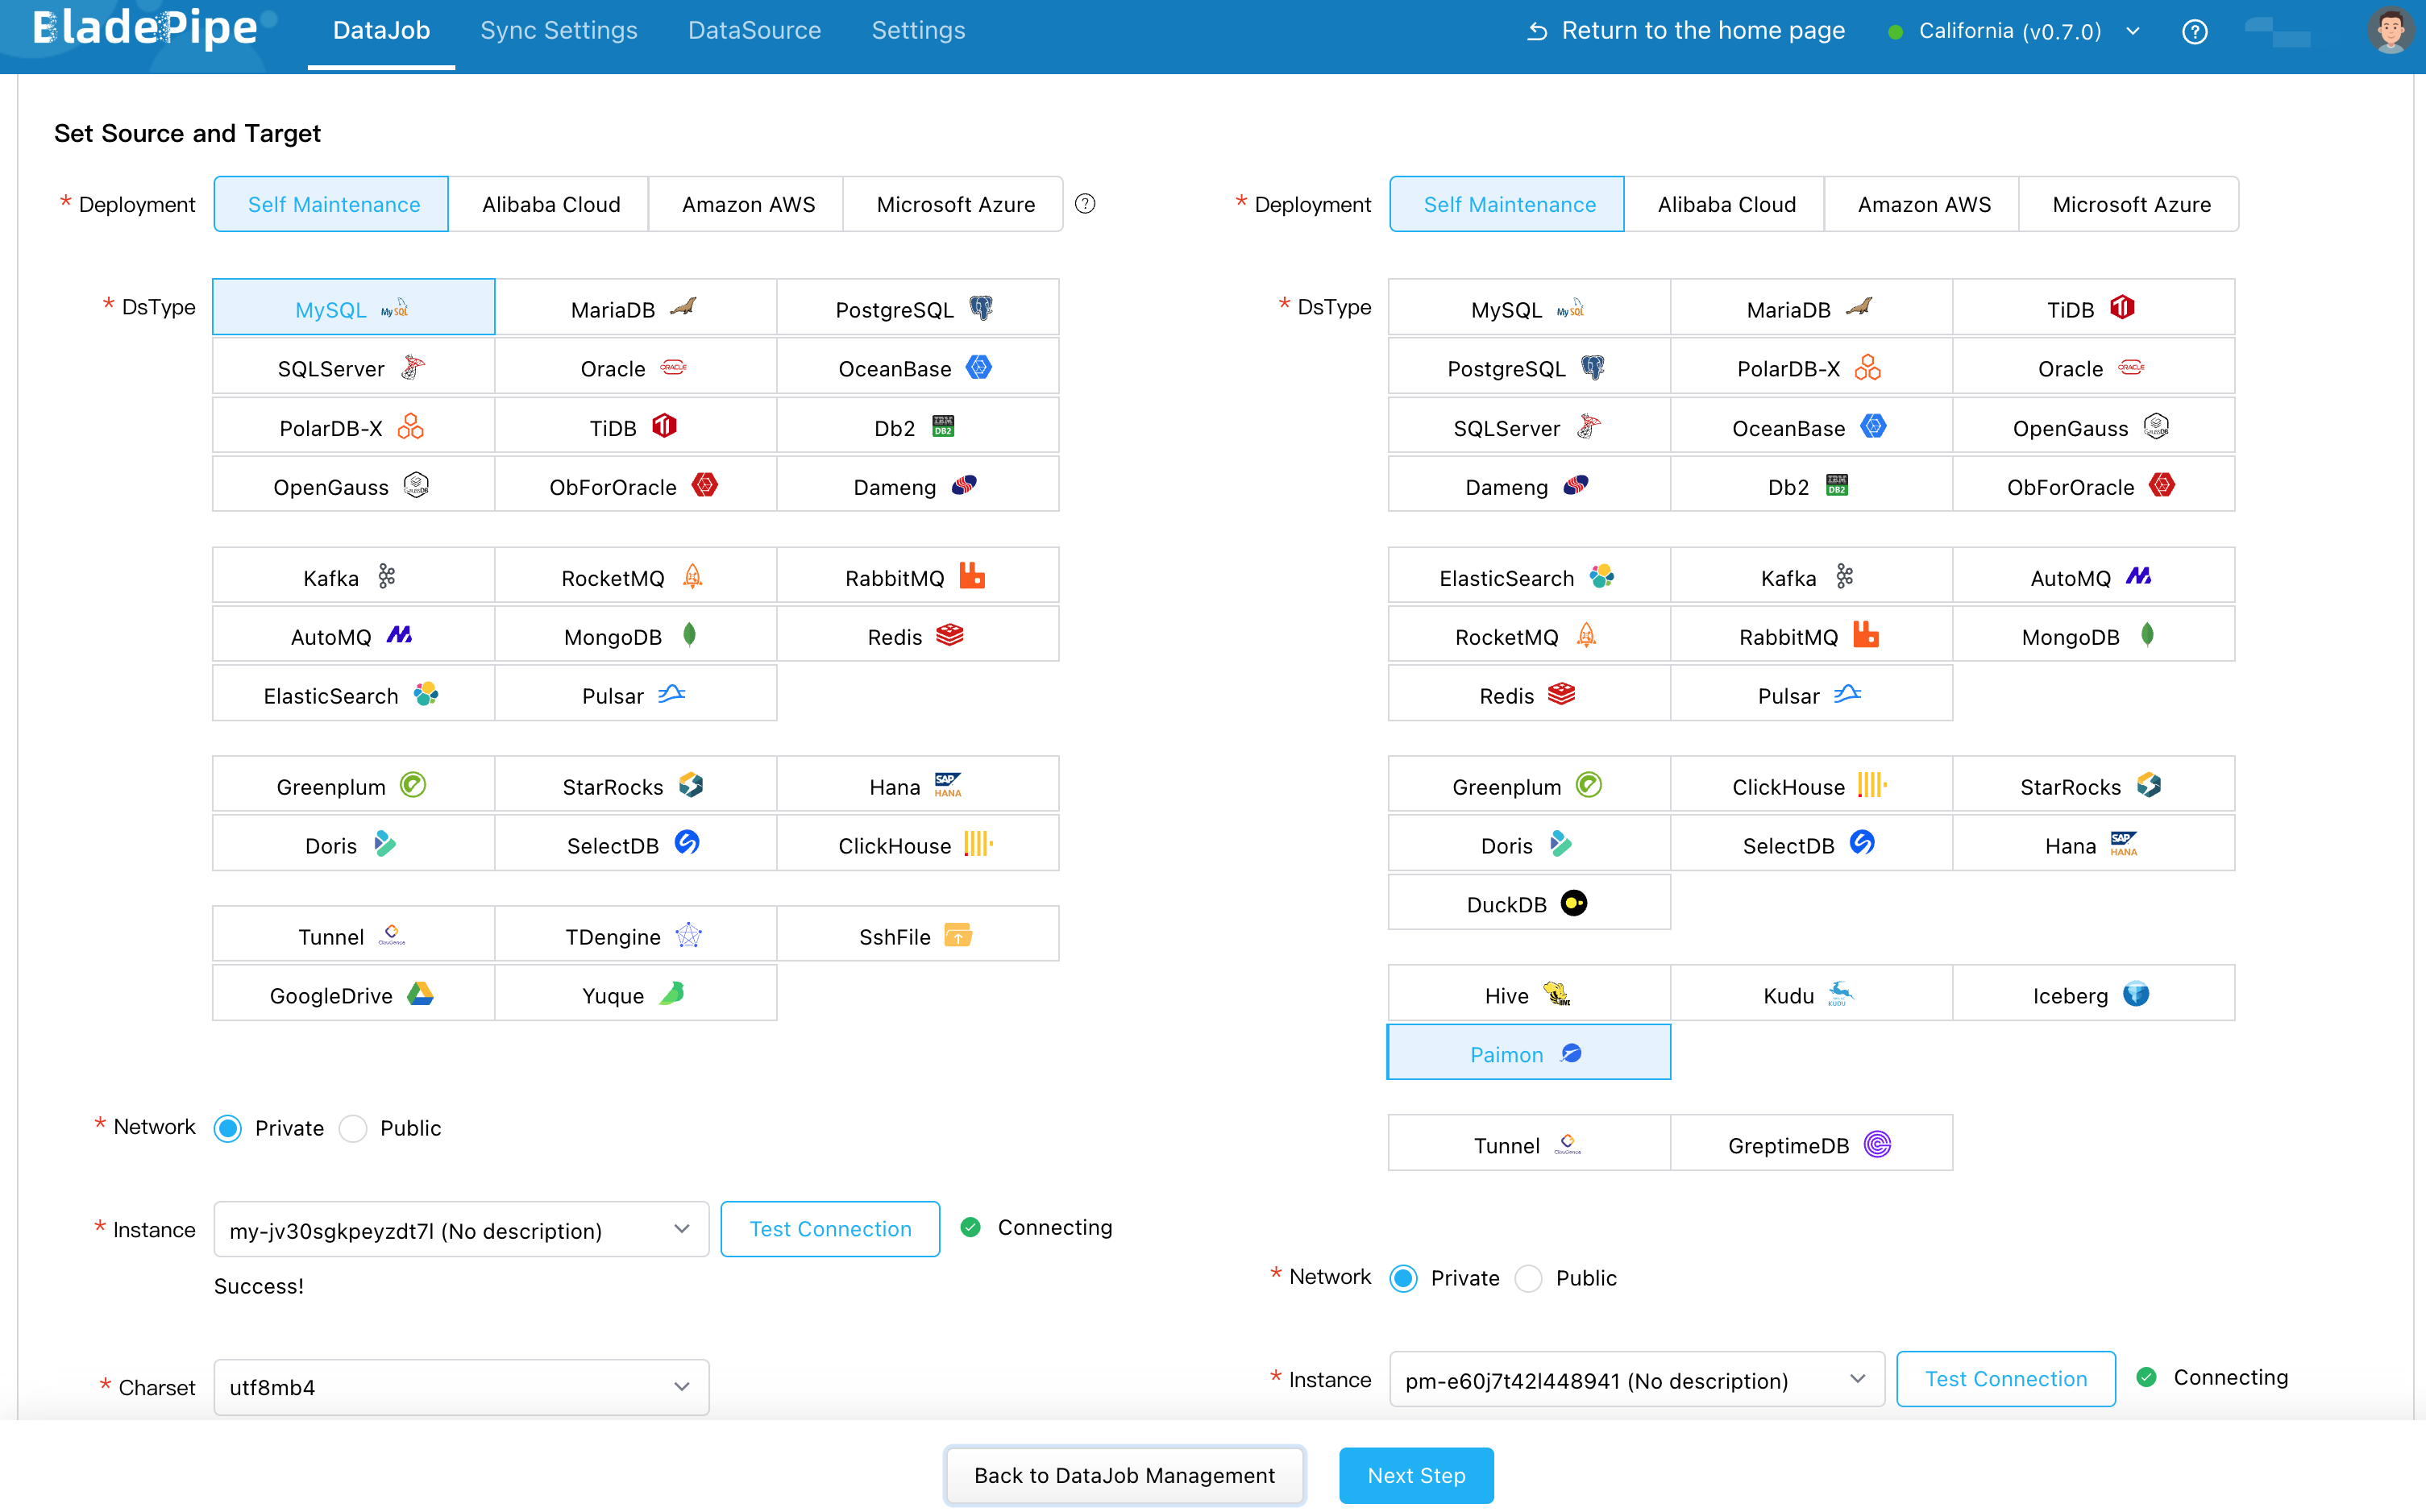 BladePipe DataJob Sync Settings DataSource Settings Return to the home page California (v0.7.0) ?
Set Source and Target
* Deployment Self Maintenance Alibaba Cloud Amazon AWS Microsoft Azure ?
* DsType MySQL MariaDB PostgreSQL
SQLServer Oracle OceanBase
PolarDB-X TiDB Db2
OpenGauss ObForOracle Dameng
Kafka RocketMQ RabbitMQ
AutoMQ MongoDB Redis
ElasticSearch Pulsar
Greenplum StarRocks Hana
Doris SelectDB ClickHouse
Tunnel TDengine SshFile
GoogleDrive Yuque
* Network Private Public
* Instance my-jv30sgkpeyzdt7l (No description) Test Connection Connecting
Success!
* Charset utf8mb4
* Deployment Self Maintenance Alibaba Cloud Amazon AWS Microsoft Azure
* DsType MySQL MariaDB TiDB
PostgreSQL PolarDB-X Oracle
SQLServer OceanBase OpenGauss
Dameng Db2 ObForOracle
ElasticSearch Kafka AutoMQ
RocketMQ RabbitMQ MongoDB
Redis Pulsar
Greenplum ClickHouse StarRocks
Doris SelectDB Hana
DuckDB
Hive Kudu Iceberg
Paimon
Tunnel GreptimeDB
* Network Private Public
* Instance pm-e60j7t42l448941 (No description) Test Connection Connecting
Back to DataJob Management Next Step